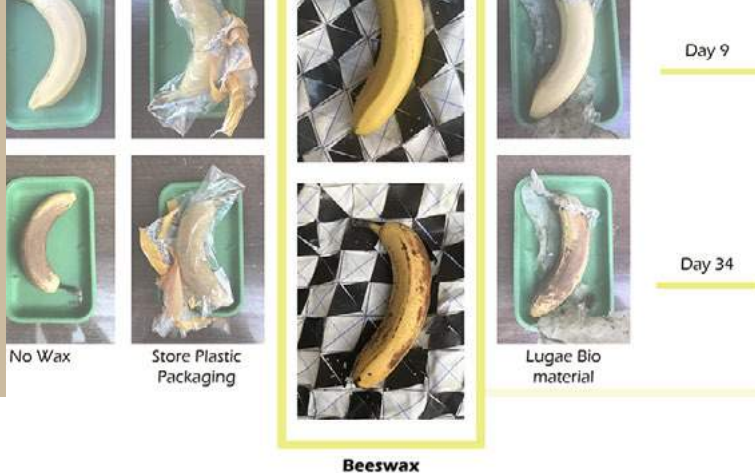 Day 9
Day 34
No Wax
Store Plastic
Packaging
Lugae Bio
material
Beeswax